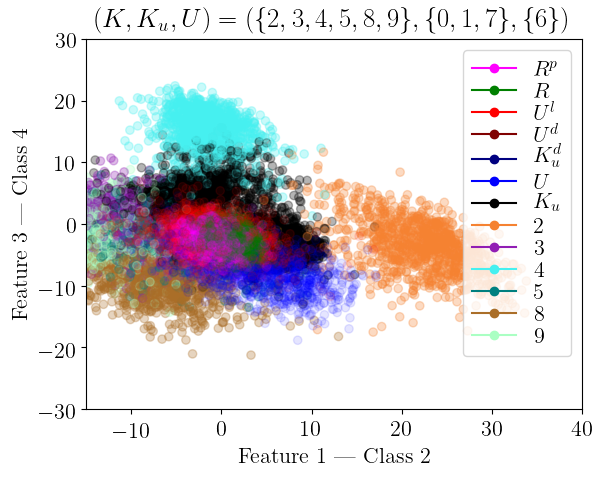 (K, K_u, U) = ({2, 3, 4, 5, 8, 9}, {0, 1, 7}, {6})
30
20
10
0
−10
−20
−30
−10
0
10
20
30
40
Feature 3 — Class 4
Feature 1 — Class 2
R^p
R
U^l
U^d
K_u^d
U
K_u
2
3
4
5
8
9